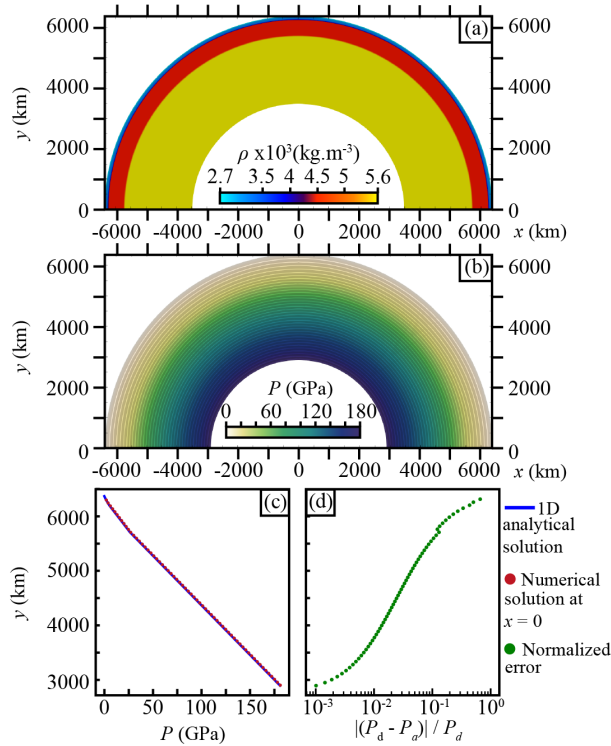 (a)
6000
4000
2000
0
y (km)
6000
4000
2000
0
ρ x10³(kg.m⁻³)
2.7 3.5 4 4.5 5 5.6
-6000 -4000 -2000 0 2000 4000 6000 x (km)
(b)
6000
4000
2000
0
y (km)
6000
4000
2000
0
P (GPa)
0 60 120 180
-6000 -4000 -2000 0 2000 4000 6000 x (km)
(c)
6000
5000
4000
3000
y (km)
0 50 75 100 150
P (GPa)
(d)
10⁻³ 10⁻² 10⁻¹ 10⁰
|(P_d - P_a)| / P_d
1D
analytical
solution
Numerical
solution at
x = 0
Normalized
error